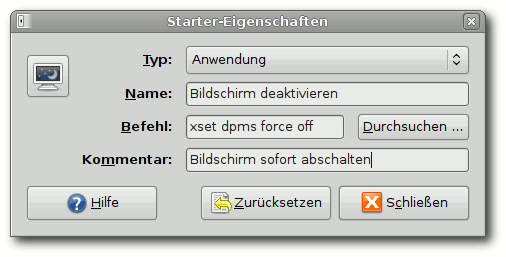 Starter-Eigenschaften
Typ: Anwendung
Name: Bildschirm deaktivieren
Befehl: xset dpms force off Durchsuchen ...
Kommentar: Bildschirm sofort abschalten
Hilfe Zurücksetzen Schließen